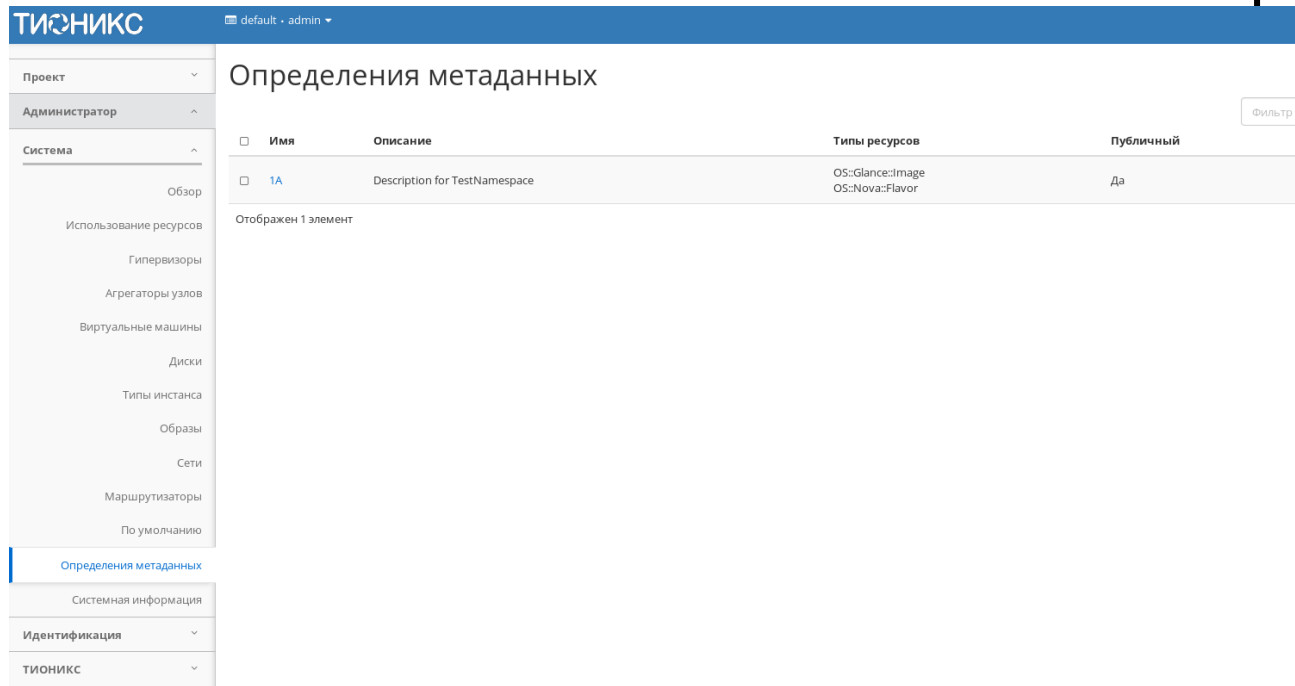 ТИОНИКС
default • admin
Проект
Администратор
Система
Обзор
Использование ресурсов
Гипервизоры
Агрегаторы узлов
Виртуальные машины
Диски
Типы инстанса
Образы
Сети
Маршрутизаторы
По умолчанию
Определения метаданных
Системная информация
Идентификация
ТИОНИКС
Определения метаданных
Фильтр
Имя Описание Типы ресурсов Публичный
1A Description for TestNamespace OS::Glance::Image Да
OS::Nova::Flavor
Отображен 1 элемент